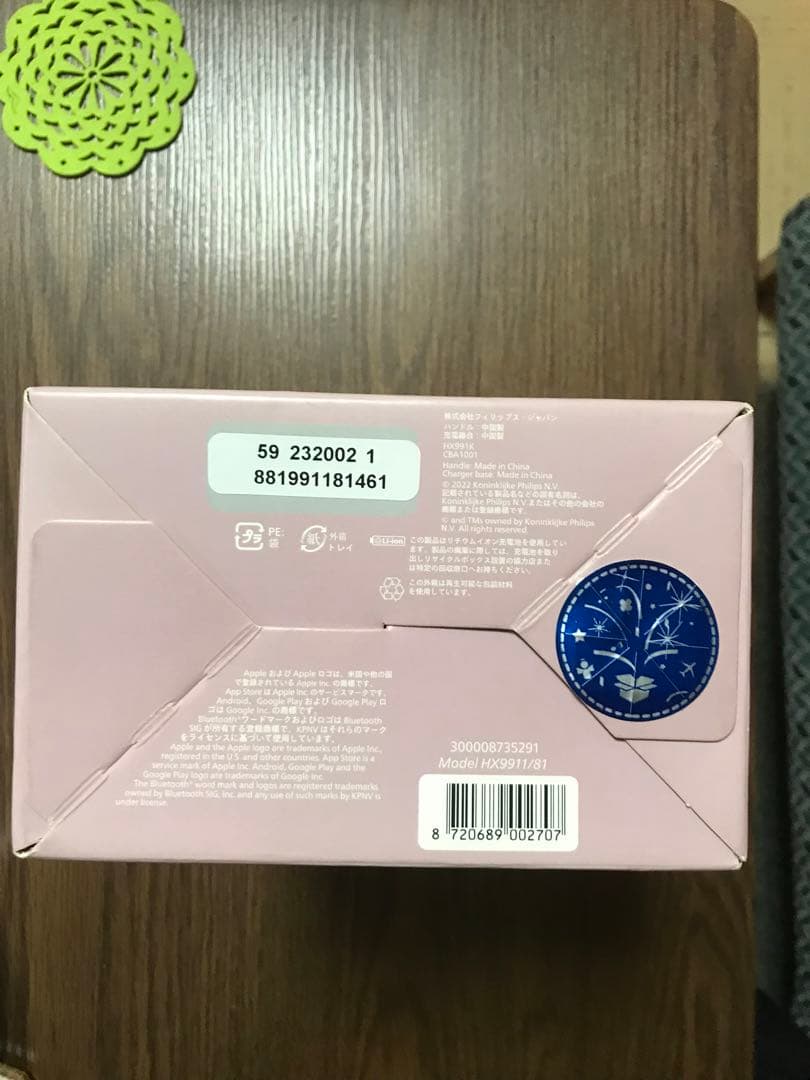 59 232002 1
881991181461
株式会社フィリップス・ジャパン
ハンドル:中国製
充電器台:中国製
HX991K
CBA1001
Handle: Made in China
Charger base: Made in China
© 2022 Koninklijke Philips N.V.
記載されている製品名などの固有名詞は、
Koninklijke Philips N.V.またはその他の会社の
商標または登録商標です。
© and TMs owned by Koninklijke Philips
N.V. All rights reserved.
プラ
PE:
袋
紙
外箱
トレイ
Li-ion
この製品はリチウムイオン充電池を使用してい
ます。製品の廃棄に際しては、充電池を取り
出しリサイクルボックス設置の協力店また
は特定の回収窓口へお持ちください。
この外観は再生可能な包装材料
を使用しています。
Apple および Apple ロゴは、米国や他の国
で登録されている Apple Inc. の商標です。
App Store は Apple Inc のサービスマークです。
Android、Google Play および Google Play ロ
ゴは Google Inc. の商標です。
Bluetooth®ワードマークおよびロゴは Bluetooth
SIG が所有する登録商標で、KPNV はそれらのマーク
をライセンスに基づいて使用しています。
Apple and the Apple logo are trademarks of Apple Inc.,
registered in the U.S. and other countries. App Store is a
service mark of Apple Inc. Android, Google Play and the
Google Play logo are trademarks of Google Inc.
The Bluetooth® word mark and logos are registered trademarks
owned by Bluetooth SIG, Inc. and any use of such marks by KPNV is
under license.
300008735291
Model HX9911/81
8 720689 002707